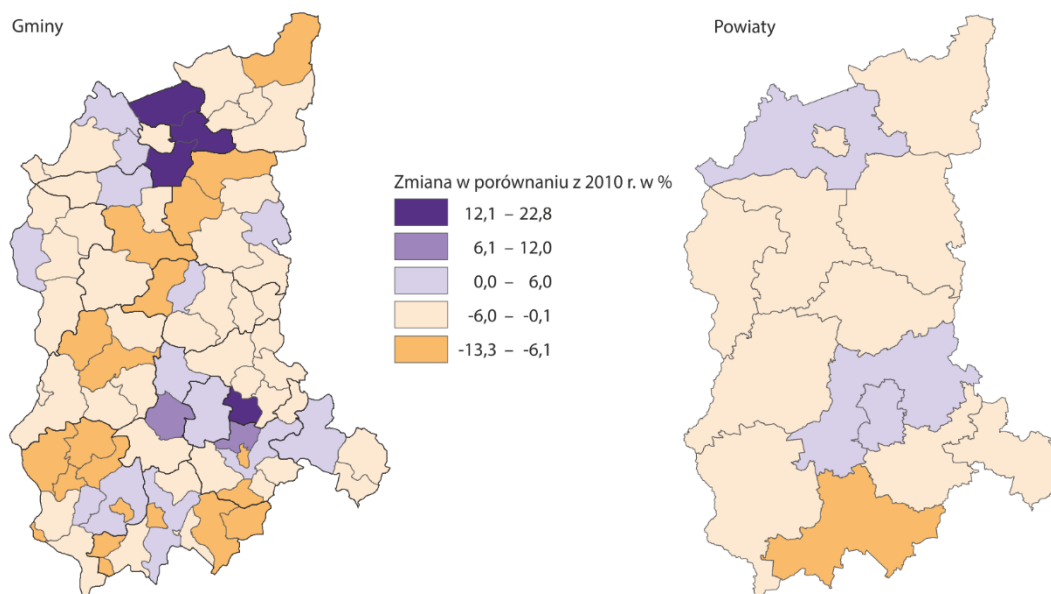 Gminy
Powiaty
Zmiana w porównaniu z 2010 r. w %
12,1 – 22,8
6,1 – 12,0
0,0 – 6,0
-6,0 – -0,1
-13,3 – -6,1